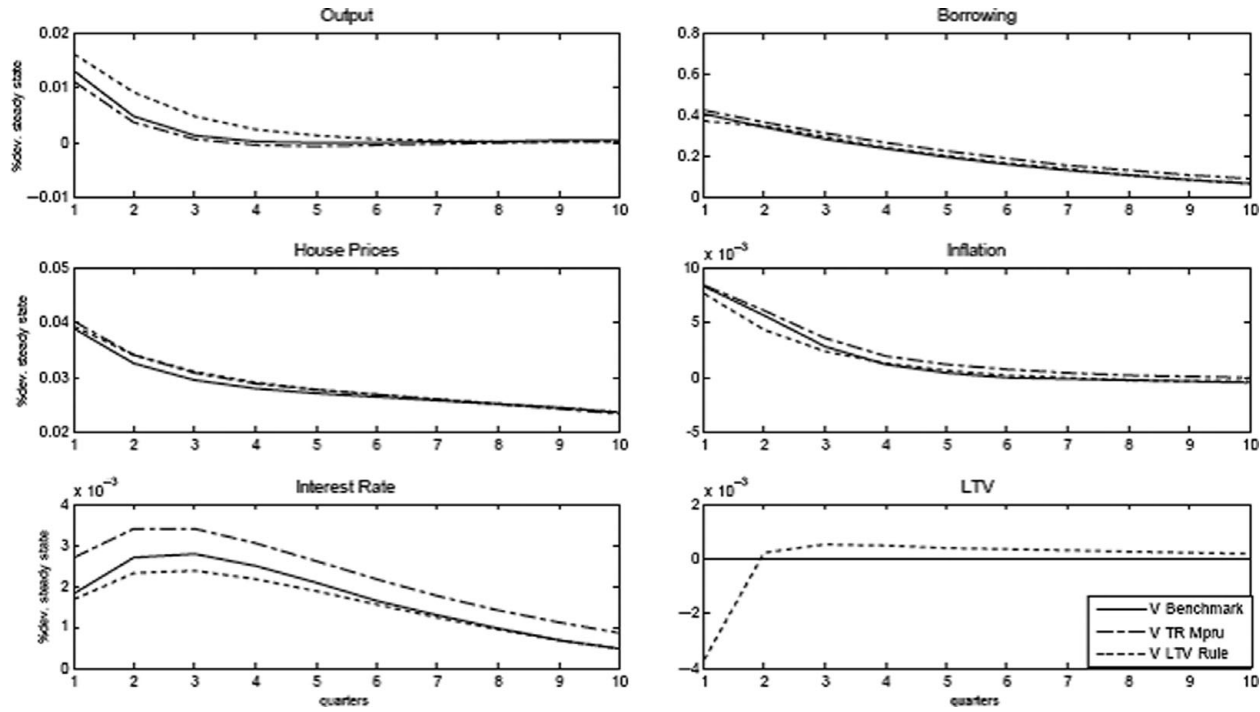 Output
0.02
0.01
0
−0.01
%dev. steady state
1 2 3 4 5 6 7 8 9 10
Borrowing
0.8
0.6
0.4
0.2
0
1 2 3 4 5 6 7 8 9 10
House Prices
0.05
0.04
0.03
0.02
%dev. steady state
1 2 3 4 5 6 7 8 9 10
Inflation
x 10⁻³
10
5
0
-5
1 2 3 4 5 6 7 8 9 10
Interest Rate
x 10⁻³
4
3
2
1
0
%dev. steady state
1 2 3 4 5 6 7 8 9 10
quarters
LTV
x 10⁻³
2
0
−2
−4
1 2 3 4 5 6 7 8 9 10
quarters
V Benchmark
V TR Mpru
V LTV Rule